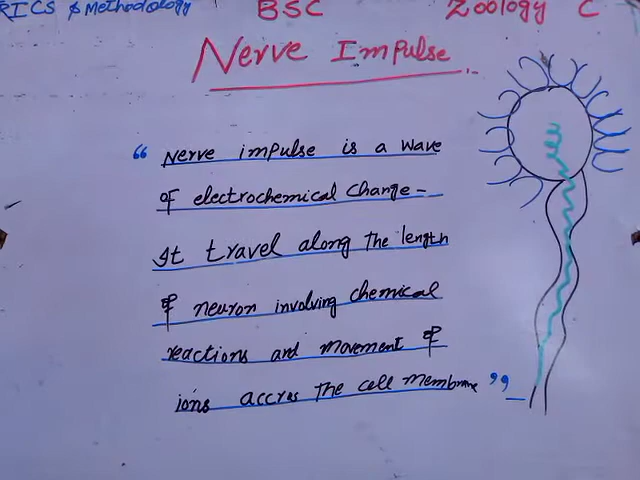 RICS & Methodology BSC Zoology C
Nerve Impulse
“ Nerve impulse is a wave
of electrochemical change –
It travel along The length
of neuron involving chemical
reactions and movement of
ions accres The cell membrane ”